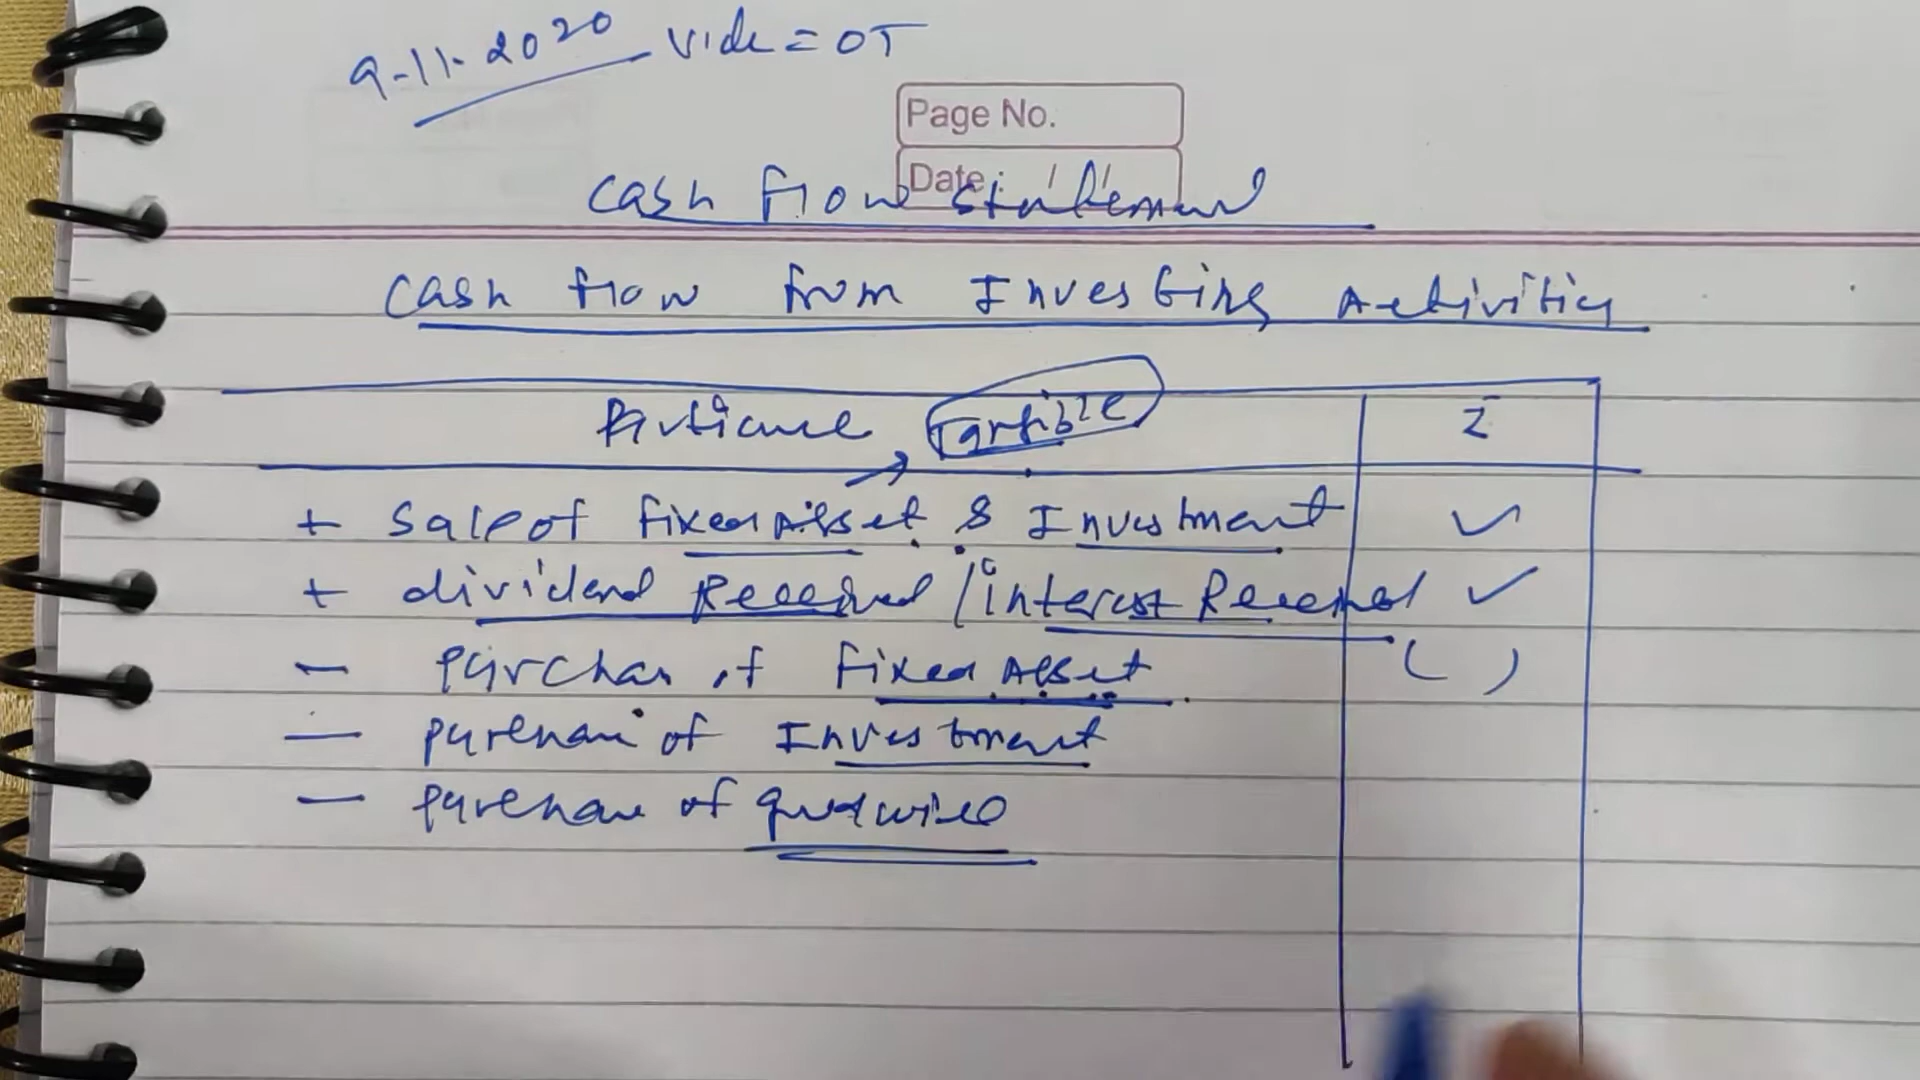 9-11-2020 Vide = 07
Page No.
Date : / /
Cash flow statement
Cash flow from Investing Activities
Particular Tangible ₹
+ Sale of fixed Asset & Investment ✓
+ dividend Received / interest Received ✓
- purchase of fixed Asset ( )
- purchase of Investment
- purchase of goodwill